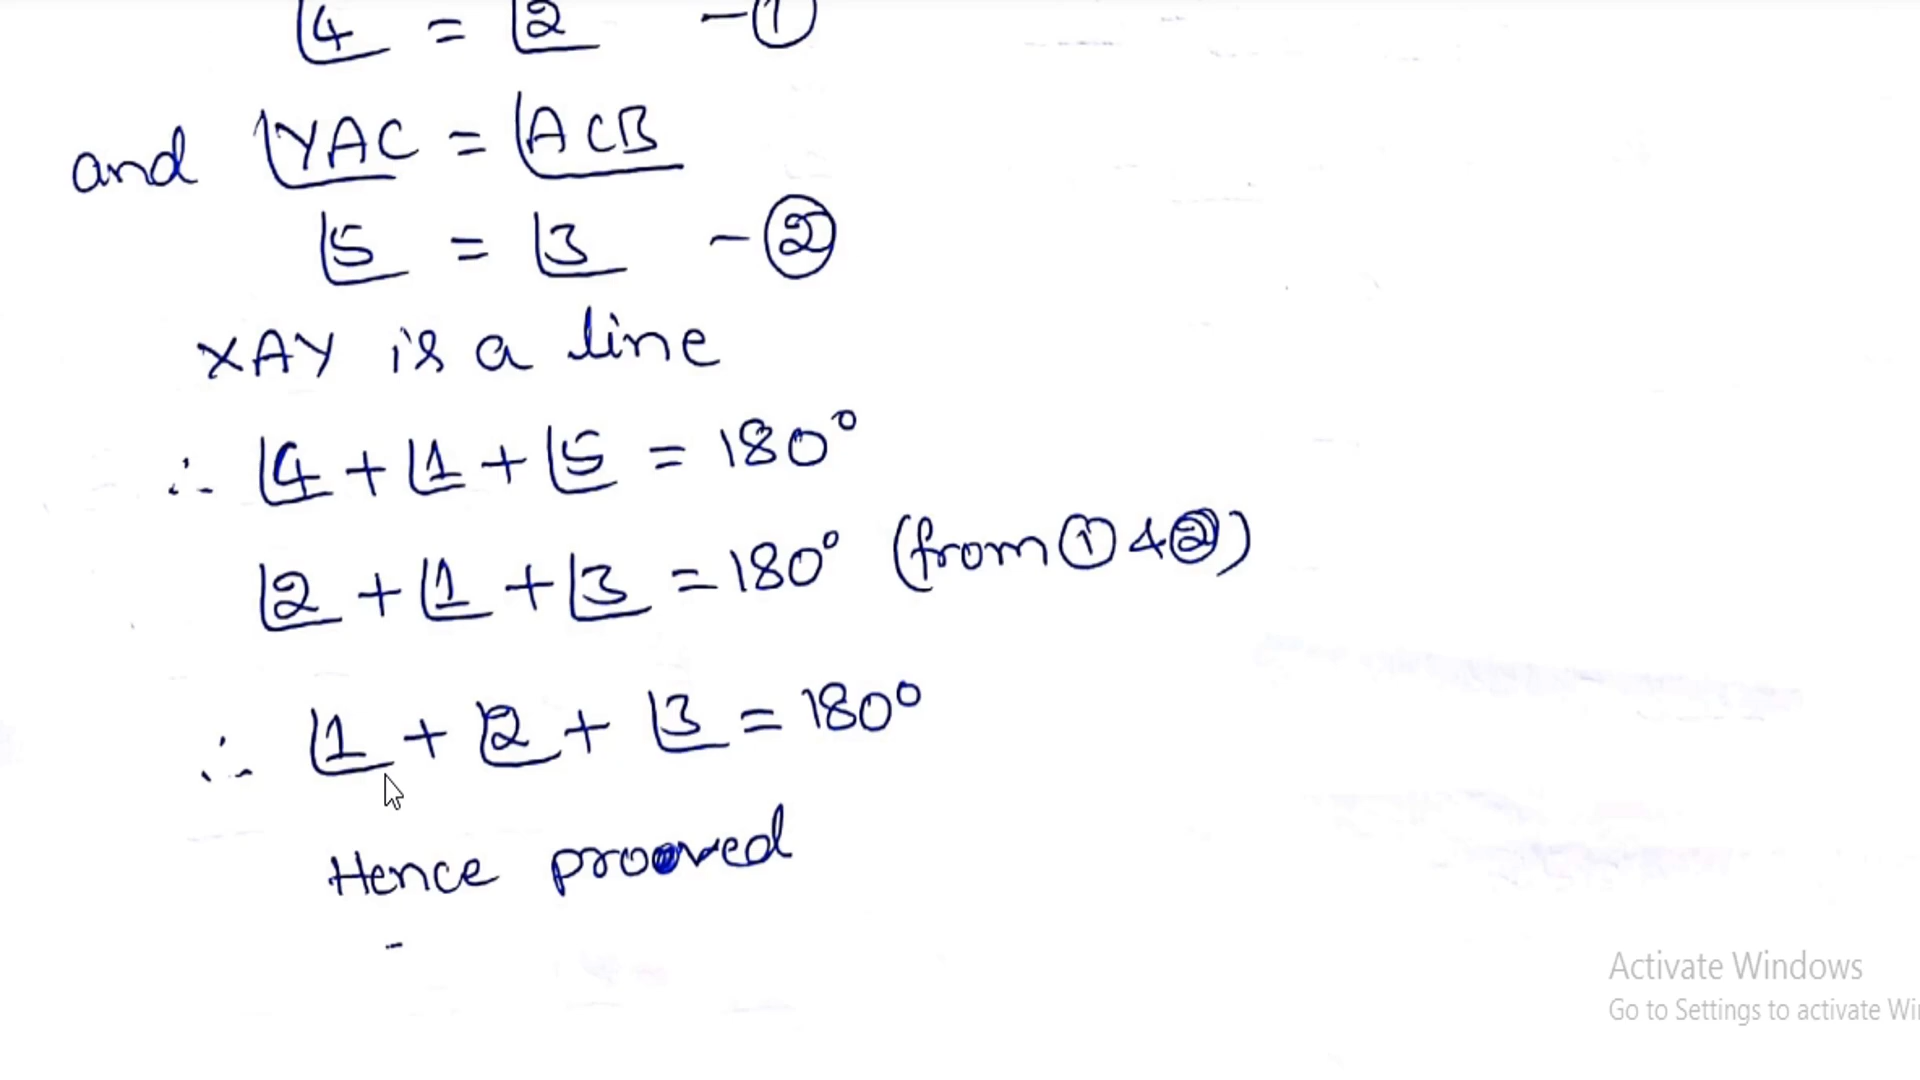 ∠4 = ∠2 - ①
and ∠YAC = ∠ACB
∠5 = ∠3 - ②
XAY is a line
∴ ∠4 + ∠1 + ∠5 = 180°
∠2 + ∠1 + ∠3 = 180° (from ① & ②)
∴ ∠1 + ∠2 + ∠3 = 180°
Hence prooved
Activate Windows
Go to Settings to activate Wi